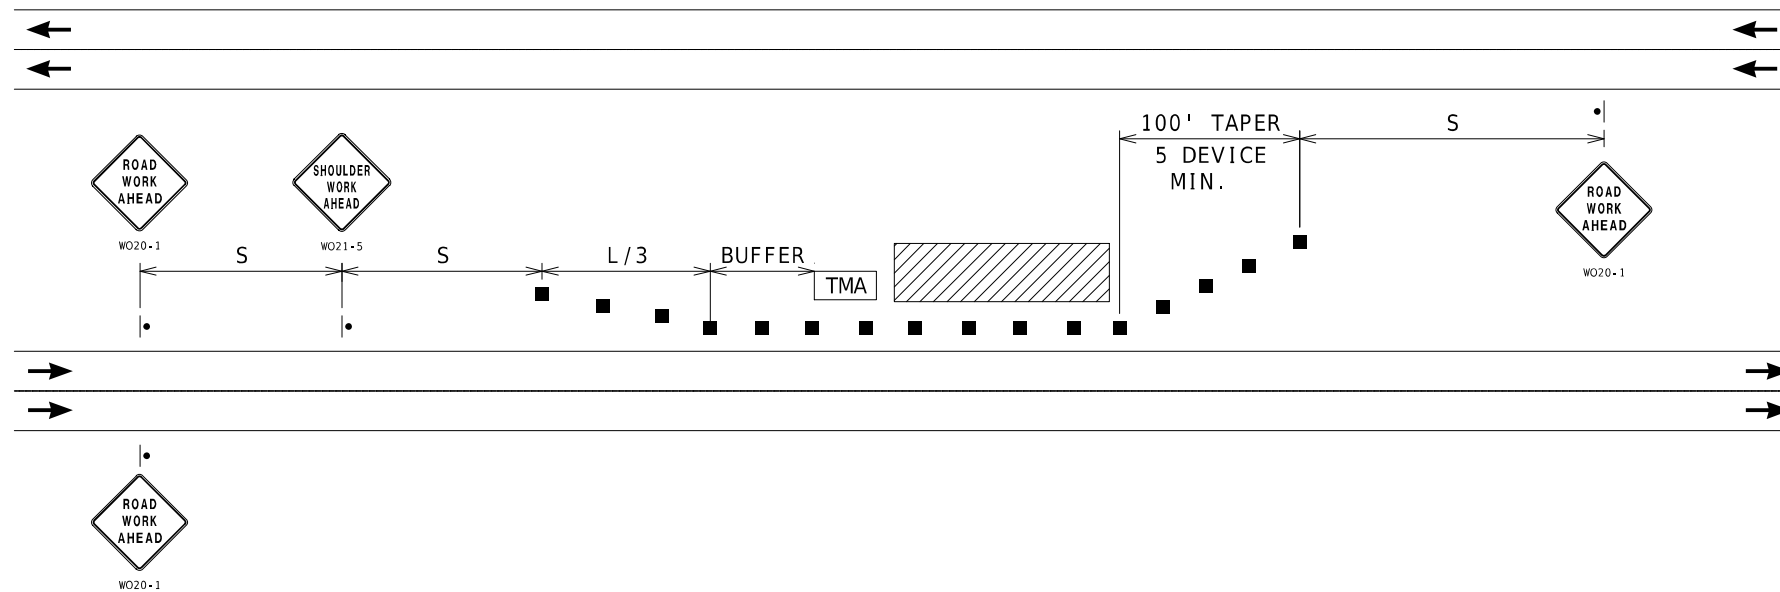 100' TAPER
S
5 DEVICE
MIN.
ROAD
WORK
AHEAD
WO20-1
SHOULDER
WORK
AHEAD
WO21-5
ROAD
WORK
AHEAD
WO20-1
S
S
L/3
BUFFER
TMA
ROAD
WORK
AHEAD
WO20-1